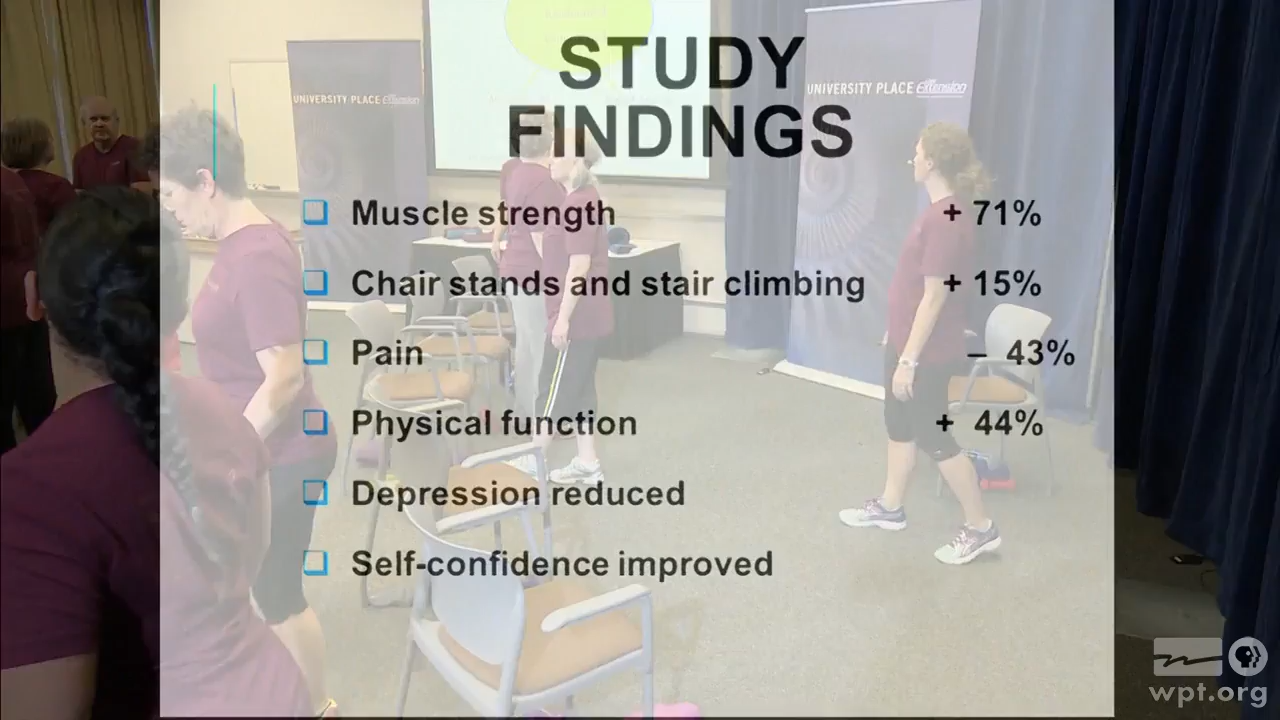 STUDY
FINDINGS
UNIVERSITY PLACE Extension
UNIVERSITY PLACE Extension
❑ Muscle strength + 71%
❑ Chair stands and stair climbing + 15%
❑ Pain – 43%
❑ Physical function + 44%
❑ Depression reduced
❑ Self-confidence improved
wpt.org